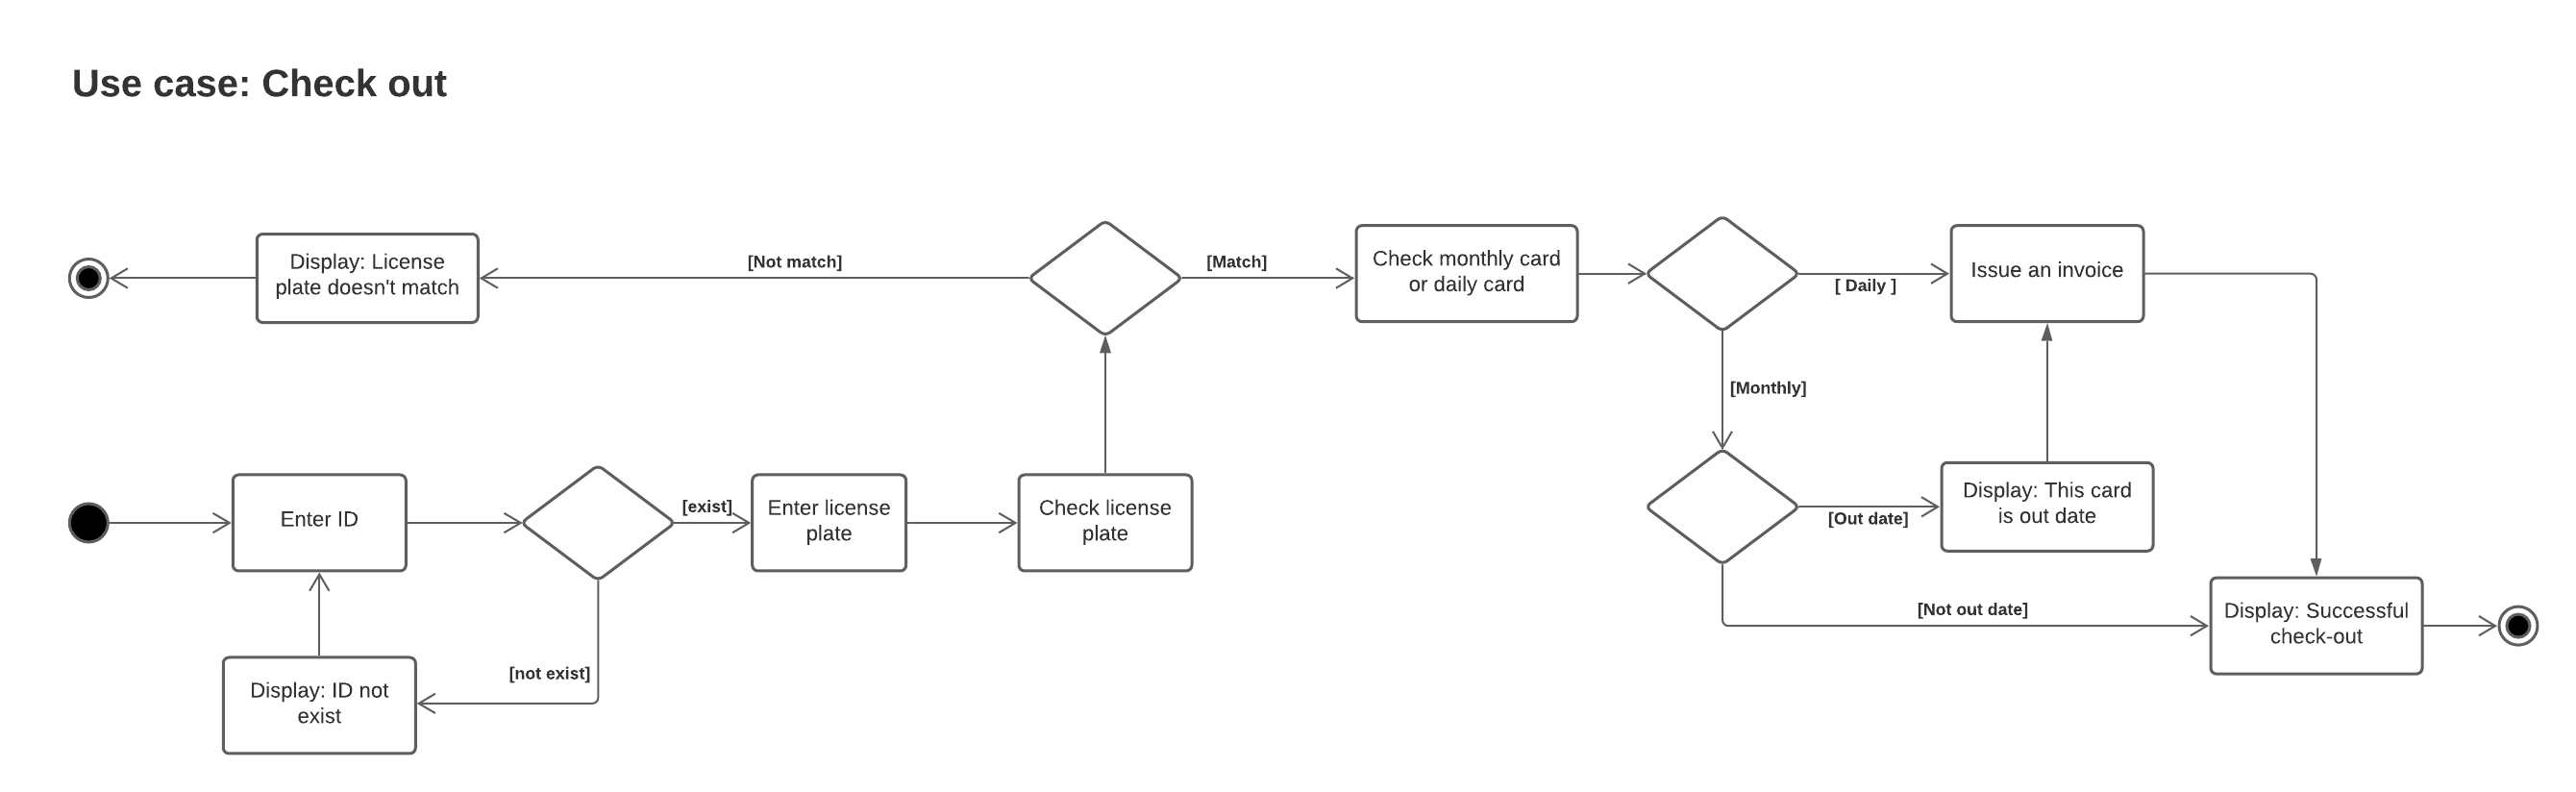 Use case: Check out
Display: License
plate doesn't match
[Not match]
[Match]
Check monthly card
or daily card
[ Daily ]
Issue an invoice
[Monthly]
Enter ID
[exist]
Enter license
plate
Check license
plate
[Out date]
Display: This card
is out date
[Not out date]
Display: Successful
check-out
[not exist]
Display: ID not
exist